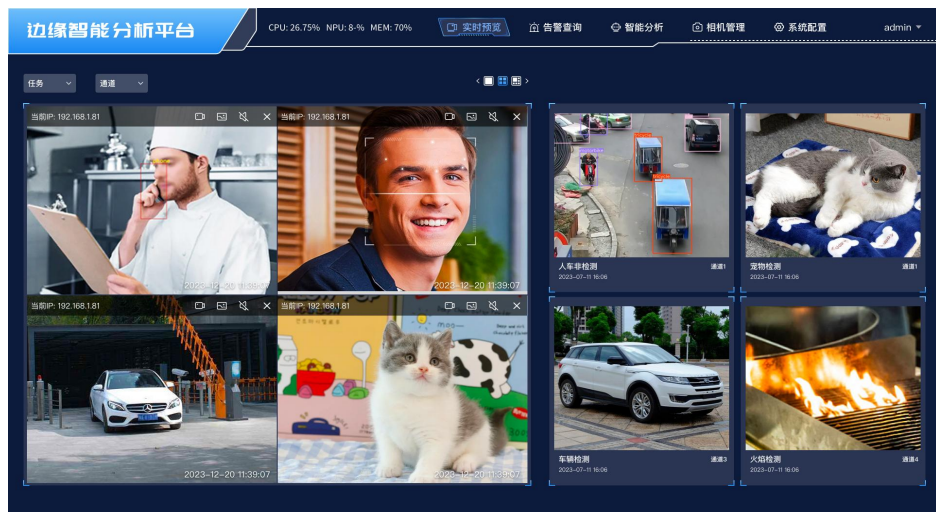 边缘智能分析平台
CPU: 26.75% NPU: 8-% MEM: 70%
实时预览
告警查询
智能分析
相机管理
系统配置
admin
任务
通道
当前IP: 192.168.1.81
2023-12-20 11:39:07
当前IP: 192.168.1.81
2023-12-20 11:39:07
当前IP: 192.168.1.81
2023-12-20 11:39:07
当前IP: 192.168.1.81
moo—
2023-12-20 11:39:07
人车非检测 通道1
2023-07-11 16:06
宠物检测 通道1
2023-07-11 16:06
车辆检测 通道3
2023-07-11 16:06
火焰检测 通道4
2023-07-11 16:06